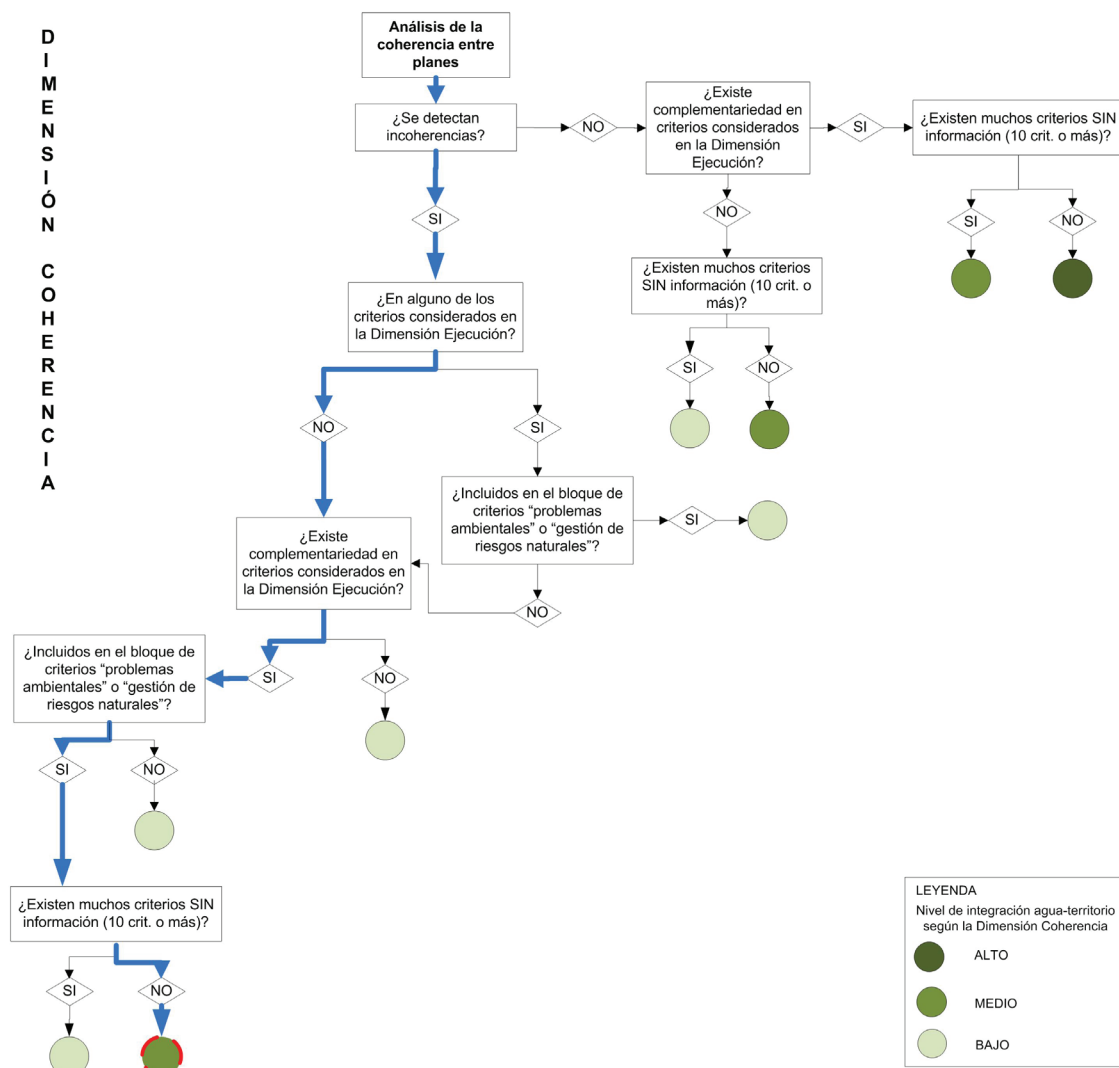 DIMENSIÓN COHERENCIA
Análisis de la
coherencia entre
planes
¿Se detectan
incoherencias?
NO
¿Existe
complementariedad en
criterios considerados
en la Dimensión
Ejecución?
SI
¿Existen muchos criterios SIN
información (10 crit. o más)?
SI
NO
NO
¿Existen muchos criterios
SIN información (10 crit. o
más)?
SI
NO
SI
¿En alguno de los
criterios considerados en
la Dimensión Ejecución?
NO
SI
¿Incluidos en el bloque de
criterios “problemas
ambientales” o “gestión de
riesgos naturales”?
SI
NO
¿Existe
complementariedad en
criterios considerados en
la Dimensión Ejecución?
SI
NO
¿Incluidos en el bloque de
criterios “problemas
ambientales” o “gestión de
riesgos naturales”?
SI
NO
¿Existen muchos criterios SIN
información (10 crit. o más)?
SI
NO
LEYENDA
Nivel de integración agua-territorio
según la Dimensión Coherencia
ALTO
MEDIO
BAJO